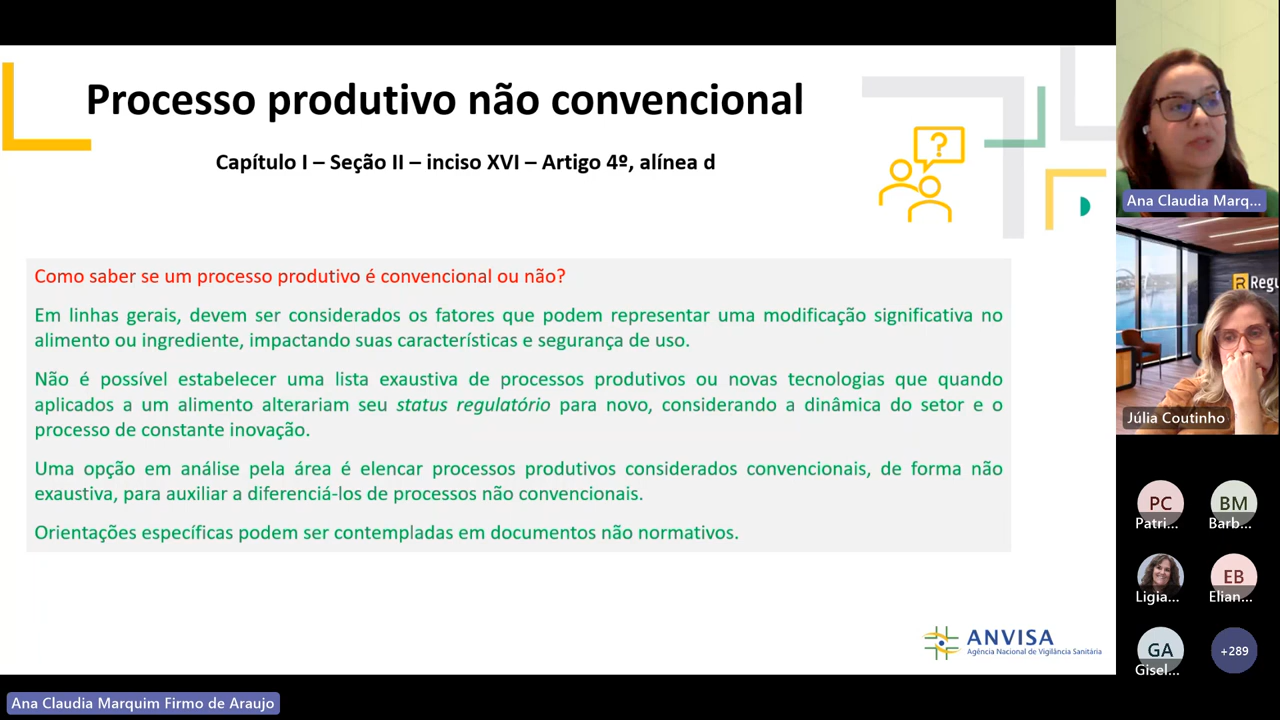 Processo produtivo não convencional
Capítulo I – Seção II – inciso XVI – Artigo 4º, alínea d
?
Como saber se um processo produtivo é convencional ou não?
Em linhas gerais, devem ser considerados os fatores que podem representar uma modificação significativa no
alimento ou ingrediente, impactando suas características e segurança de uso.
Não é possível estabelecer uma lista exaustiva de processos produtivos ou novas tecnologias que quando
aplicados a um alimento alterariam seu status regulatório para novo, considerando a dinâmica do setor e o
processo de constante inovação.
Uma opção em análise pela área é elencar processos produtivos considerados convencionais, de forma não
exaustiva, para auxiliar a diferenciá-los de processos não convencionais.
Orientações específicas podem ser contempladas em documentos não normativos.
ANVISA
Agência Nacional de Vigilância Sanitária
Ana Claudia Marquim Firmo de Araujo
Ana Claudia Marq...
R Regu
Júlia Coutinho
PC
Patri...
BM
Barb...
Ligia...
EB
Elian...
GA
Gisel...
+289